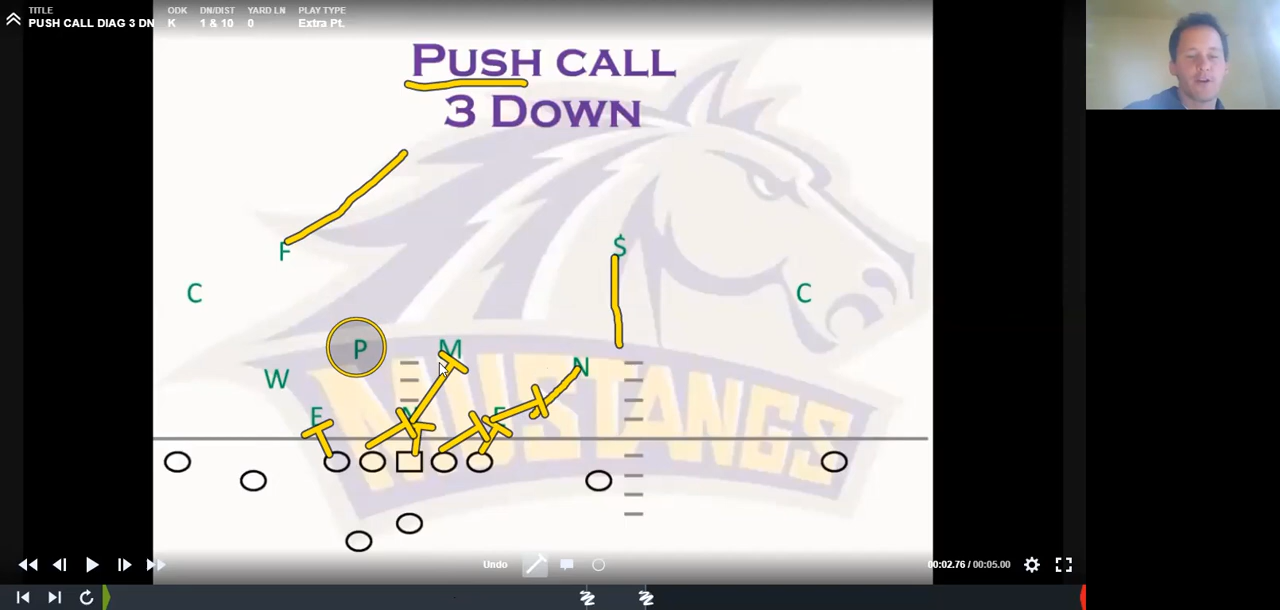 TITLE
PUSH CALL DIAG 3 DN
ODK
K
DN/DIST
1 & 10
YARD LN
0
PLAY TYPE
Extra Pt.
PUSH CALL
3 DOWN
F
$
C
C
P
M
W
N
E
E
MUSTANGS
Undo
00:02.76 / 00:05.00